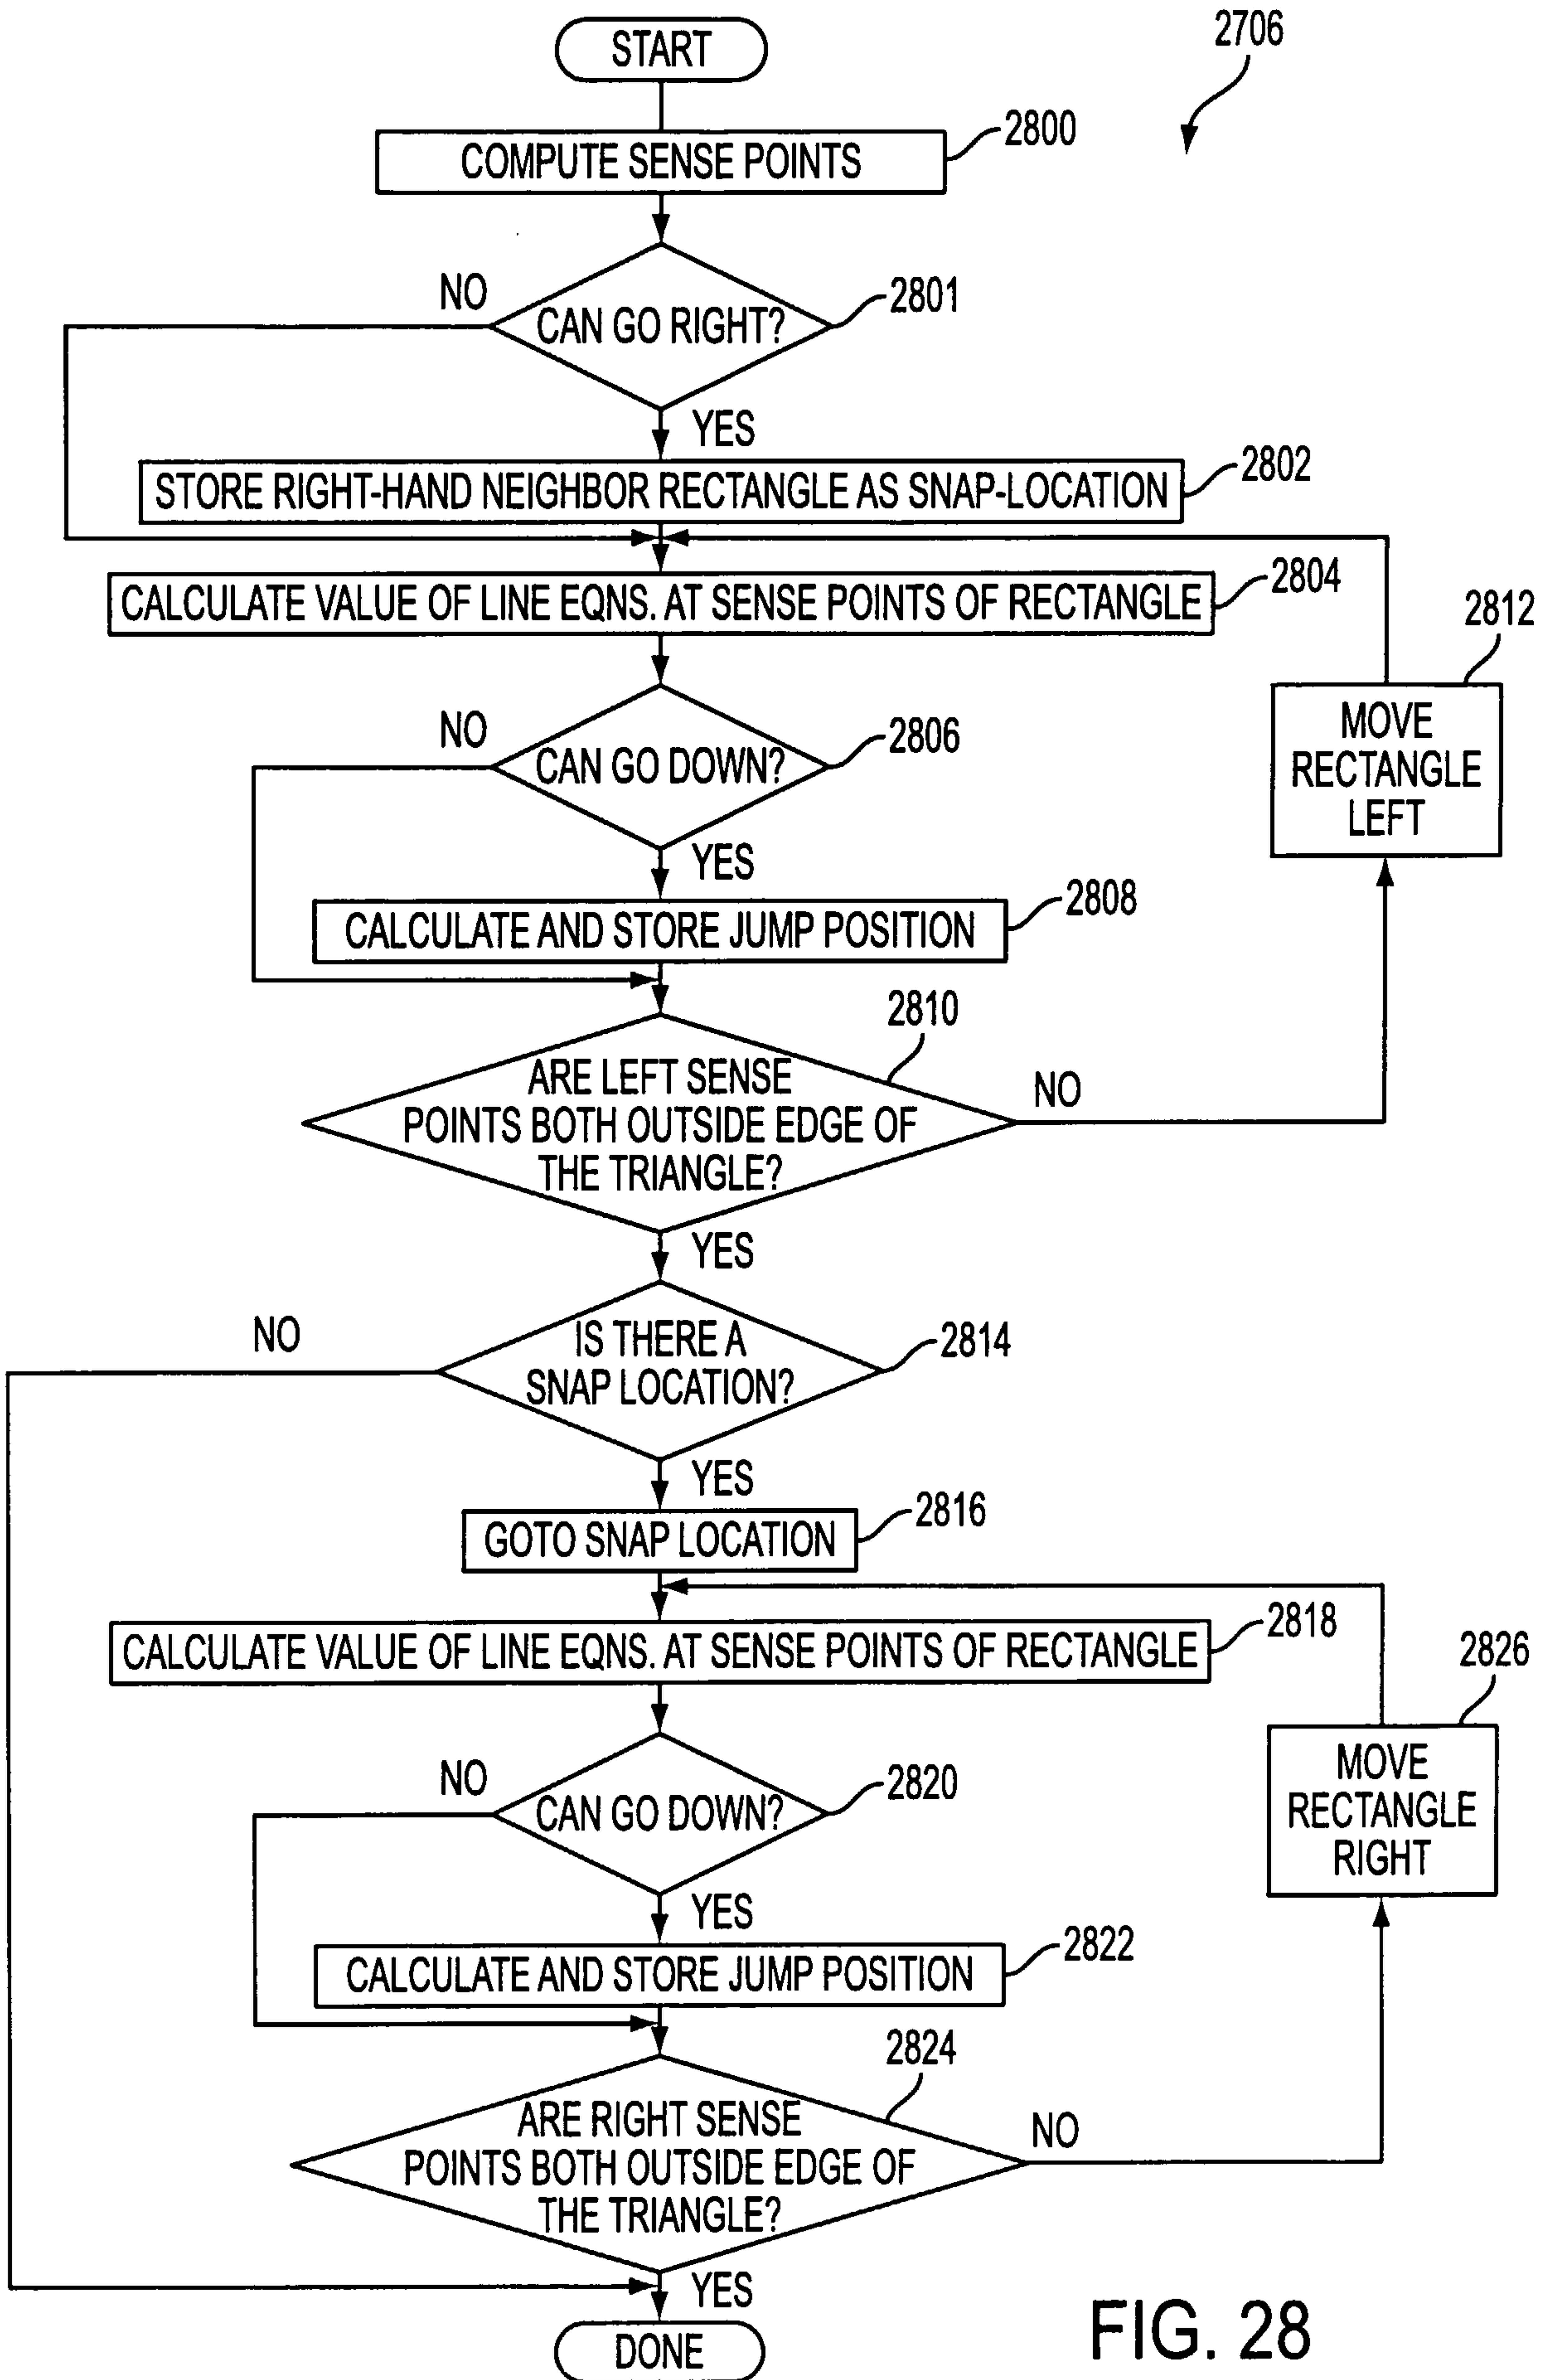 START
2706
COMPUTE SENSE POINTS
2800
CAN GO RIGHT?
2801
NO
YES
STORE RIGHT-HAND NEIGHBOR RECTANGLE AS SNAP-LOCATION
2802
CALCULATE VALUE OF LINE EQNS. AT SENSE POINTS OF RECTANGLE
2804
2812
MOVE
RECTANGLE
LEFT
NO
CAN GO DOWN?
2806
YES
CALCULATE AND STORE JUMP POSITION
2808
2810
ARE LEFT SENSE
POINTS BOTH OUTSIDE EDGE OF
THE TRIANGLE?
NO
YES
NO
IS THERE A
SNAP LOCATION?
2814
YES
GOTO SNAP LOCATION
2816
CALCULATE VALUE OF LINE EQNS. AT SENSE POINTS OF RECTANGLE
2818
2826
MOVE
RECTANGLE
RIGHT
NO
CAN GO DOWN?
2820
YES
CALCULATE AND STORE JUMP POSITION
2822
2824
ARE RIGHT SENSE
POINTS BOTH OUTSIDE EDGE OF
THE TRIANGLE?
NO
YES
DONE
FIG. 28